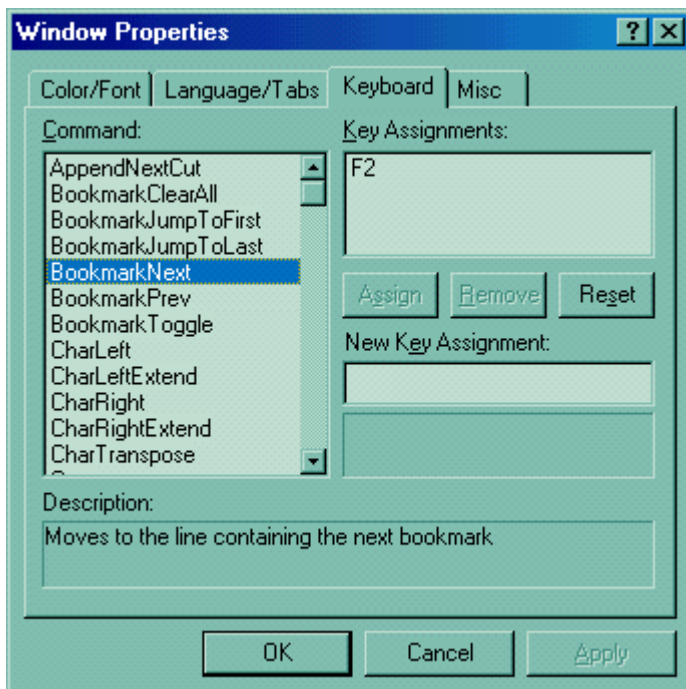 Window Properties
Color/Font
Language/Tabs
Keyboard
Misc
Command:
AppendNextCut
BookmarkClearAll
BookmarkJumpToFirst
BookmarkJumpToLast
BookmarkNext
BookmarkPrev
BookmarkToggle
CharLeft
CharLeftExtend
CharRight
CharRightExtend
CharTranspose
Key Assignments:
F2
Assign
Remove
Reset
New Key Assignment:
Description:
Moves to the line containing the next bookmark
OK
Cancel
Apply